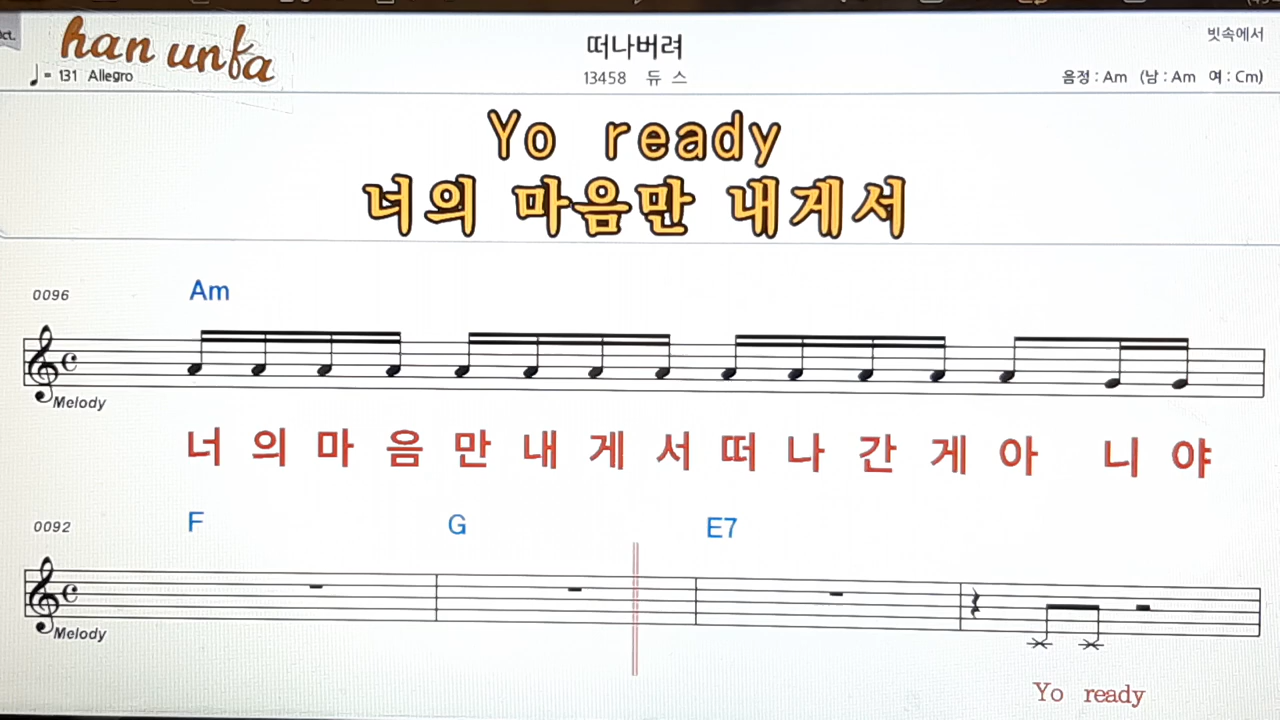 ct.
han unfa
떠나버려
빗속에서
♩= 131 Allegro
13458 듀 스
음정 : Am (남 : Am 여 : Cm)
Yo ready
너의 마음만 내게서
0096
Am
Melody
너 의 마 음 만 내 게 서 떠 나 간 게 아 니 야
0092
F G E7
Melody
Yo ready